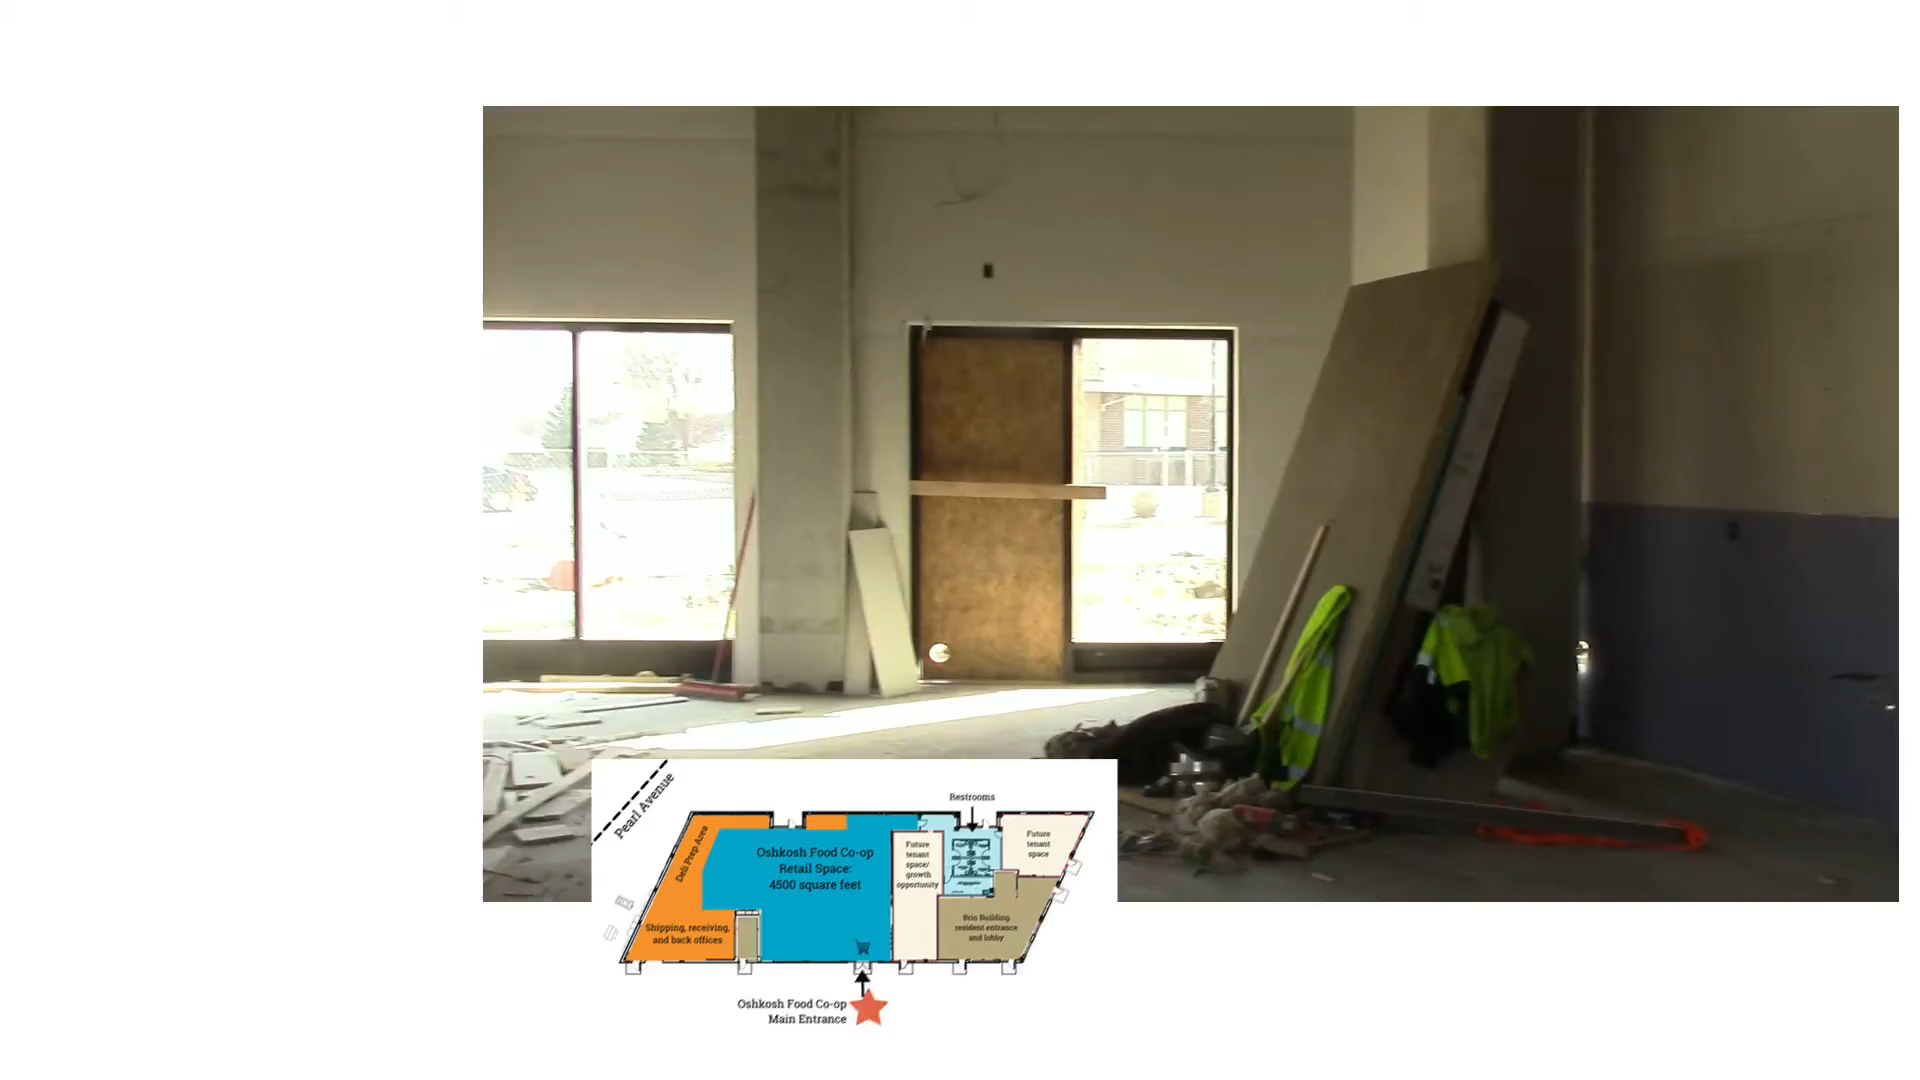 Pearl Avenue
Restrooms
Deli Prep Area
Oshkosh Food Co-op
Retail Space:
4500 square feet
Future
tenant
space/
growth
opportunity
Future
tenant
space
Shipping, receiving,
and back offices
Brio Building
resident entrance
and lobby
Oshkosh Food Co-op
Main Entrance